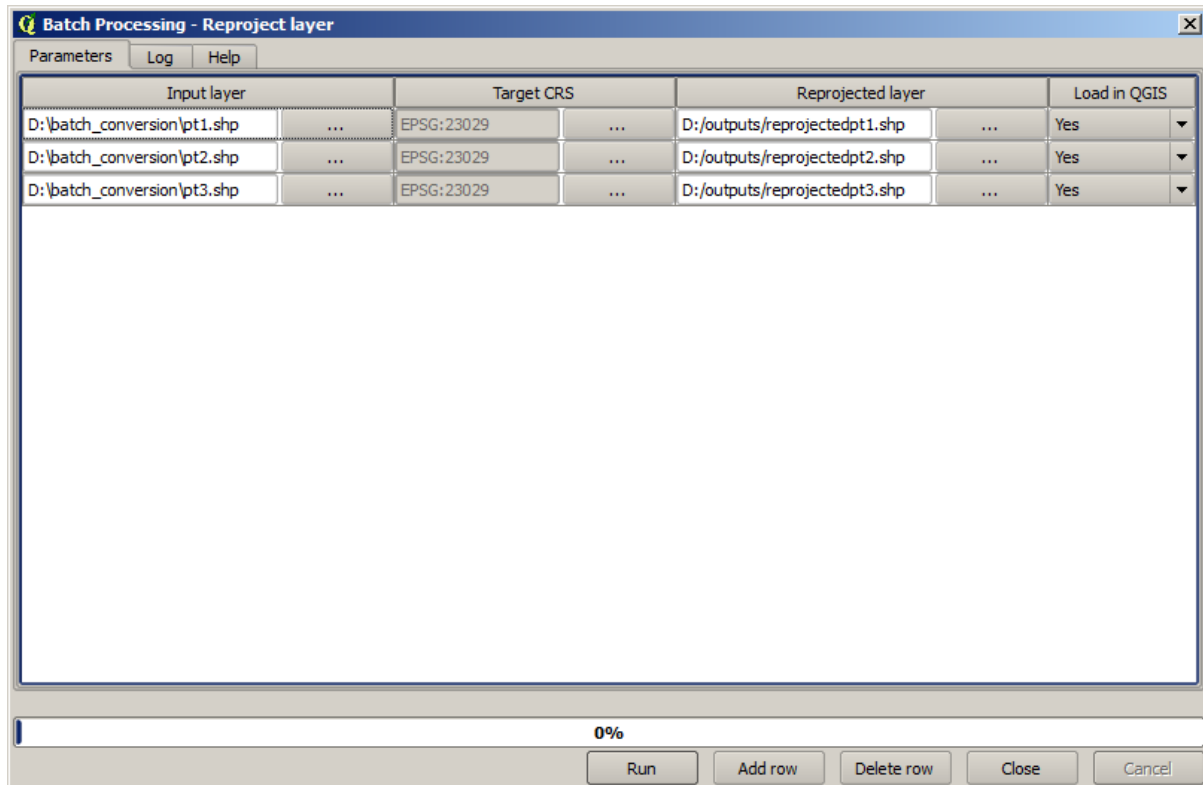 Batch Processing - Reproject layer
Parameters Log Help
Input layer Target CRS Reprojected layer Load in QGIS
D:\batch_conversion\pt1.shp ... EPSG:23029 ... D:/outputs/reprojectedpt1.shp ... Yes
D:\batch_conversion\pt2.shp ... EPSG:23029 ... D:/outputs/reprojectedpt2.shp ... Yes
D:\batch_conversion\pt3.shp ... EPSG:23029 ... D:/outputs/reprojectedpt3.shp ... Yes
0%
Run Add row Delete row Close Cancel